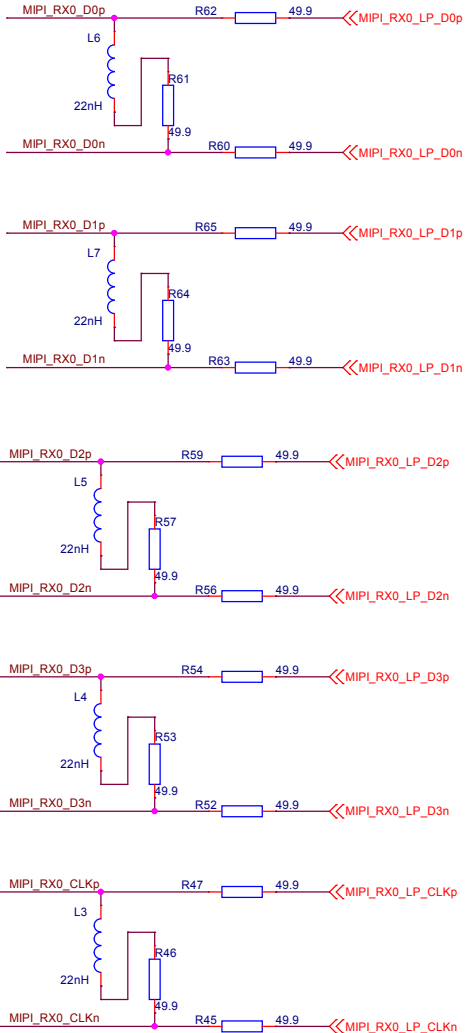 MIPI_RX0_D0p R62 49.9 MIPI_RX0_LP_D0p
L6
R61
22nH
49.9
MIPI_RX0_D0n R60 49.9 MIPI_RX0_LP_D0n
MIPI_RX0_D1p R65 49.9 MIPI_RX0_LP_D1p
L7
R64
22nH
49.9
MIPI_RX0_D1n R63 49.9 MIPI_RX0_LP_D1n
MIPI_RX0_D2p R59 49.9 MIPI_RX0_LP_D2p
L5
R57
22nH
49.9
MIPI_RX0_D2n R56 49.9 MIPI_RX0_LP_D2n
MIPI_RX0_D3p R54 49.9 MIPI_RX0_LP_D3p
L4
R53
22nH
49.9
MIPI_RX0_D3n R52 49.9 MIPI_RX0_LP_D3n
MIPI_RX0_CLKp R47 49.9 MIPI_RX0_LP_CLKp
L3
R46
22nH
49.9
MIPI_RX0_CLKn R45 49.9 MIPI_RX0_LP_CLKn